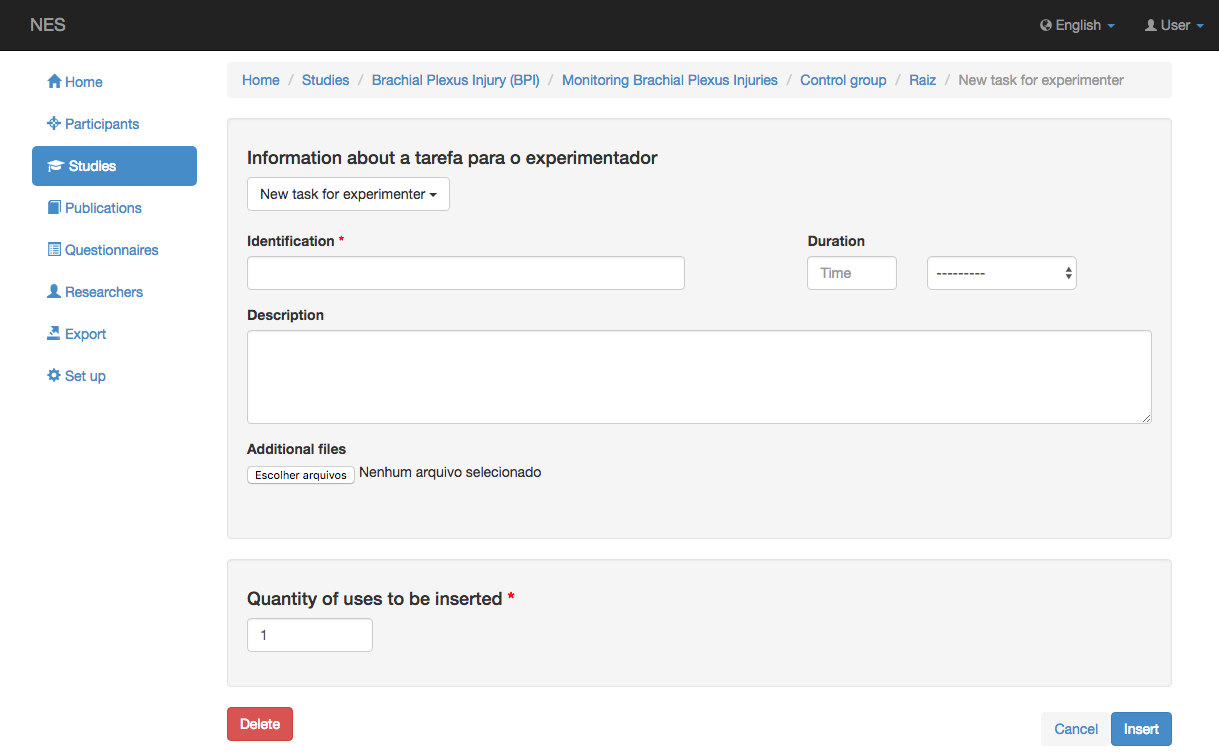 NES
English
User
Home
Participants
Studies
Publications
Questionnaires
Researchers
Export
Set up
Home / Studies / Brachial Plexus Injury (BPI) / Monitoring Brachial Plexus Injuries / Control group / Raiz / New task for experimenter
Information about a tarefa para o experimentador
New task for experimenter
Identification * Duration
Time ---------
Description
Additional files
Escolher arquivos Nenhum arquivo selecionado
Quantity of uses to be inserted *
1
Delete
Cancel Insert